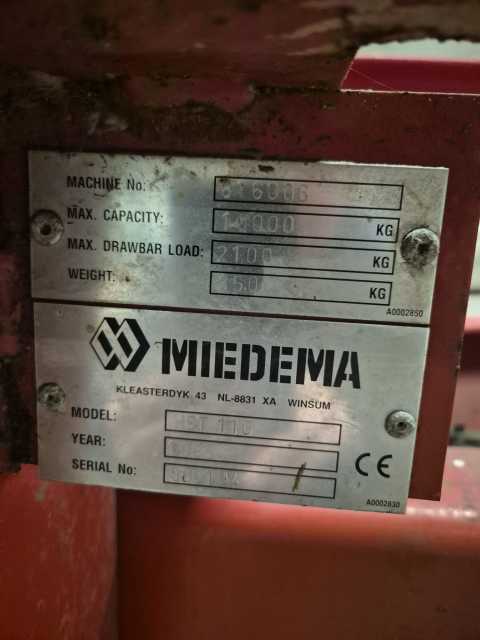 MACHINE No:
MAX. CAPACITY: KG
MAX. DRAWBAR LOAD: 2100 KG
WEIGHT: KG
A0002850
MIEDEMA
KLEASTERDYK 43 NL-8831 XA WINSUM
MODEL: 110
YEAR:
SERIAL No:
CE
A0002830